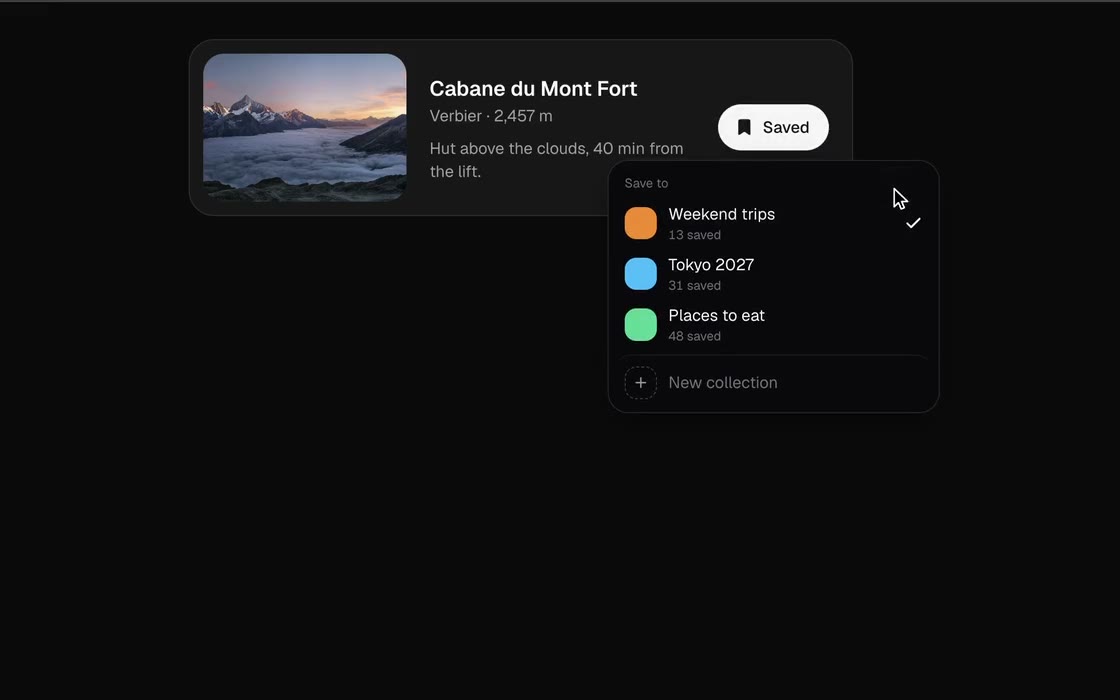 Cabane du Mont Fort
Verbier · 2,457 m
Hut above the clouds, 40 min from
the lift.
Saved
Save to
Weekend trips
13 saved
Tokyo 2027
31 saved
Places to eat
48 saved
New collection